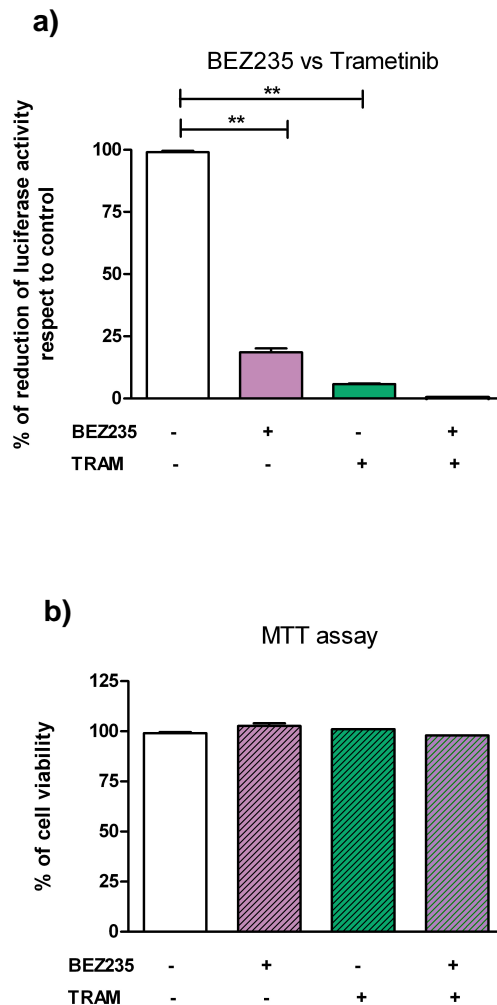 a)
BEZ235 vs Trametinib
**
**
% of reduction of luciferase activity
respect to control
100
75
50
25
0
BEZ235 - + - +
TRAM - - + +
b)
MTT assay
% of cell viability
125
100
75
50
25
0
BEZ235 - + - +
TRAM - - + +